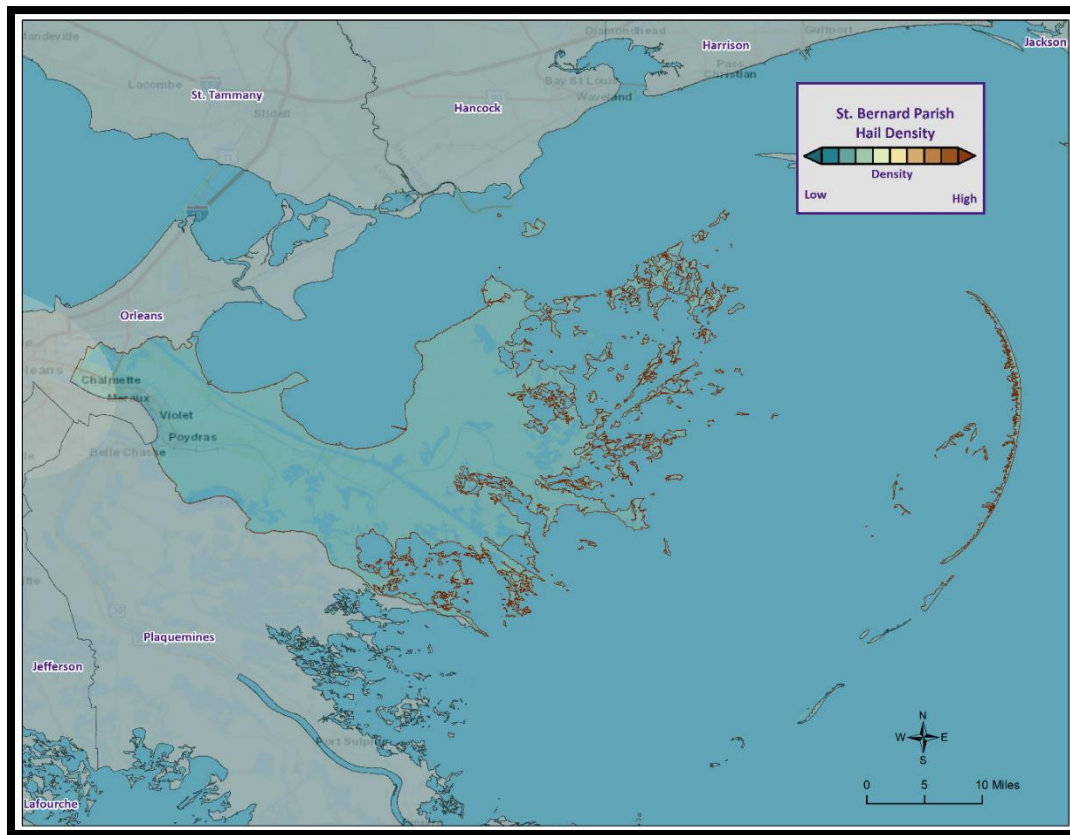 Mandeville
Diamondhead
Gulfport
Harrison
Jackson
Pass
Christian
Bay St Louis
Waveland
Lacombe
St. Tammany
Slidell
Hancock
11
St. Bernard Parish
Hail Density
Density
Low
High
Orleans
Chalmette
Meraux
Violet
Poydras
Belle Chasse
Plaquemines
Jefferson
Port Sulphur
Lafourche
N
W
E
S
0
5
10 Miles